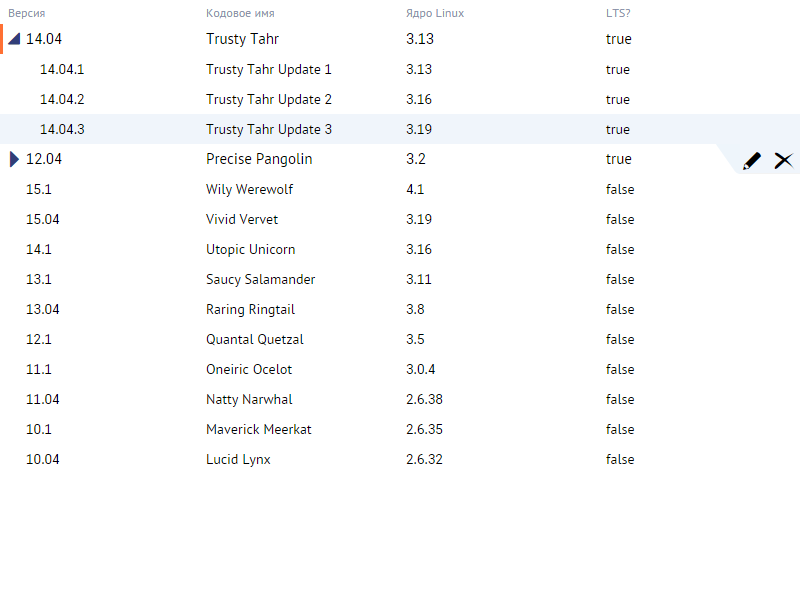 Версия Кодовое имя Ядро Linux LTS?
14.04 Trusty Tahr 3.13 true
14.04.1 Trusty Tahr Update 1 3.13 true
14.04.2 Trusty Tahr Update 2 3.16 true
14.04.3 Trusty Tahr Update 3 3.19 true
12.04 Precise Pangolin 3.2 true
15.1 Wily Werewolf 4.1 false
15.04 Vivid Vervet 3.19 false
14.1 Utopic Unicorn 3.16 false
13.1 Saucy Salamander 3.11 false
13.04 Raring Ringtail 3.8 false
12.1 Quantal Quetzal 3.5 false
11.1 Oneiric Ocelot 3.0.4 false
11.04 Natty Narwhal 2.6.38 false
10.1 Maverick Meerkat 2.6.35 false
10.04 Lucid Lynx 2.6.32 false